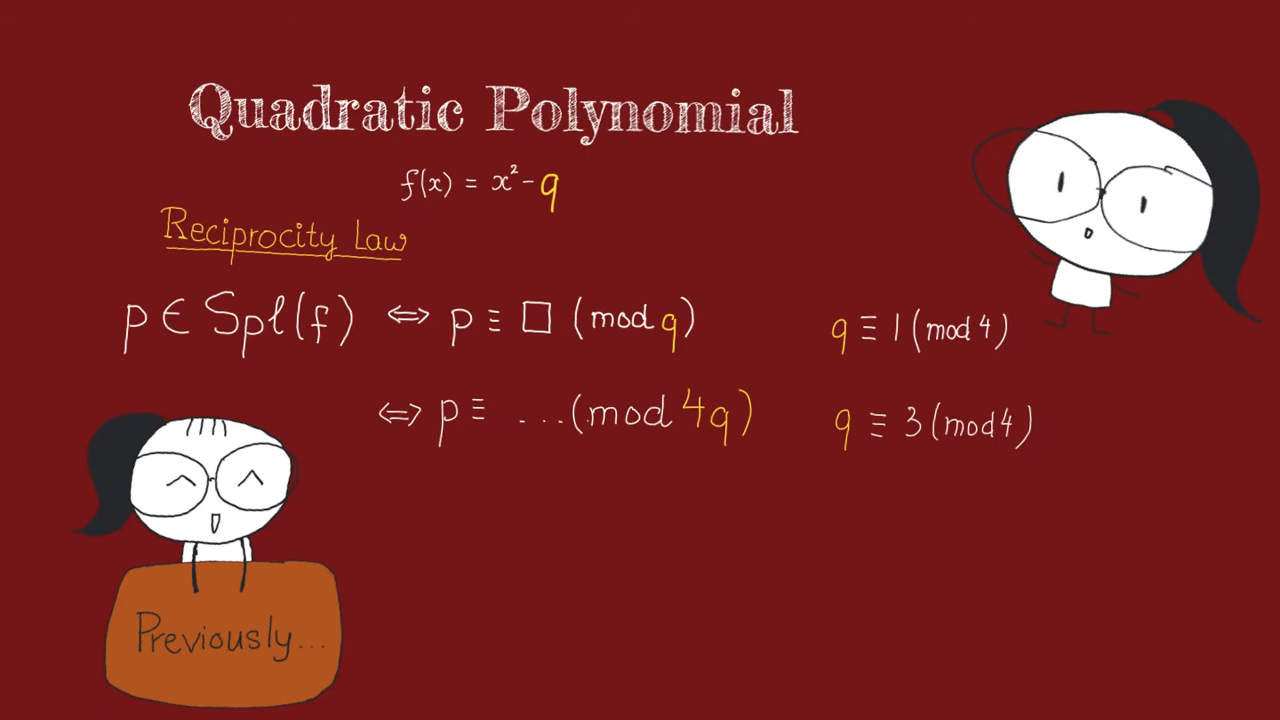 Quadratic Polynomial
f(x) = x² - q
Reciprocity Law
p ∈ Spl(f) ⇔ p ≡ □ (mod q) q ≡ 1 (mod 4)
⇔ p ≡ ... (mod 4q) q ≡ 3 (mod 4)
Previously...